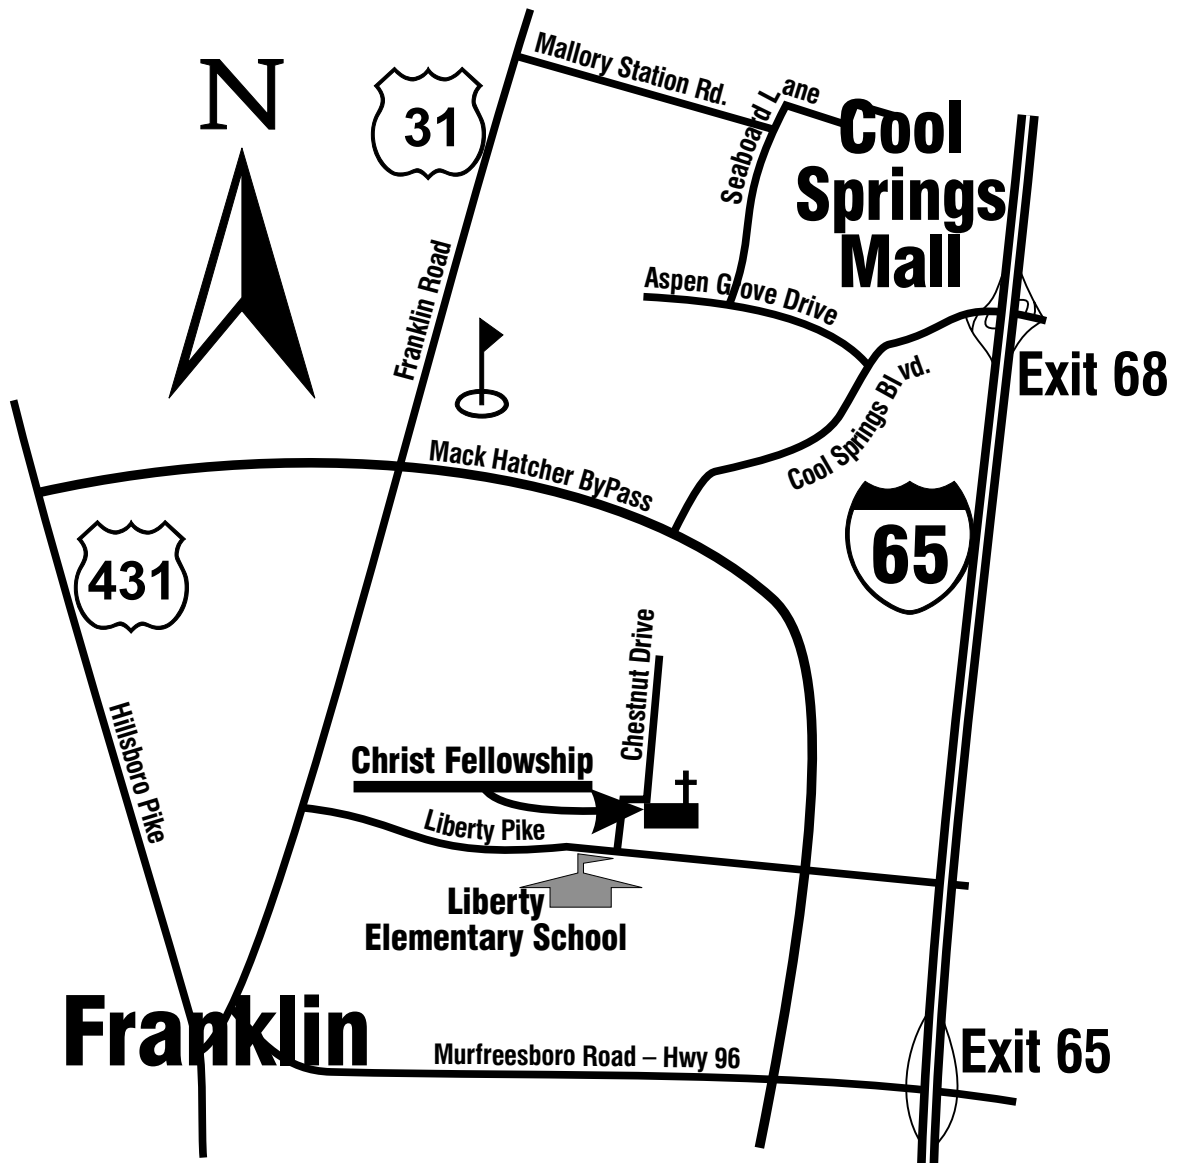 N
31
Mallory Station Rd.
Seaboard Lane
Cool
Springs
Mall
Franklin Road
Aspen Grove Drive
Exit 68
Cool Springs Blvd.
Mack Hatcher ByPass
65
431
Chestnut Drive
Hillsboro Pike
Christ Fellowship
Liberty Pike
Liberty
Elementary School
Franklin
Murfreesboro Road – Hwy 96
Exit 65